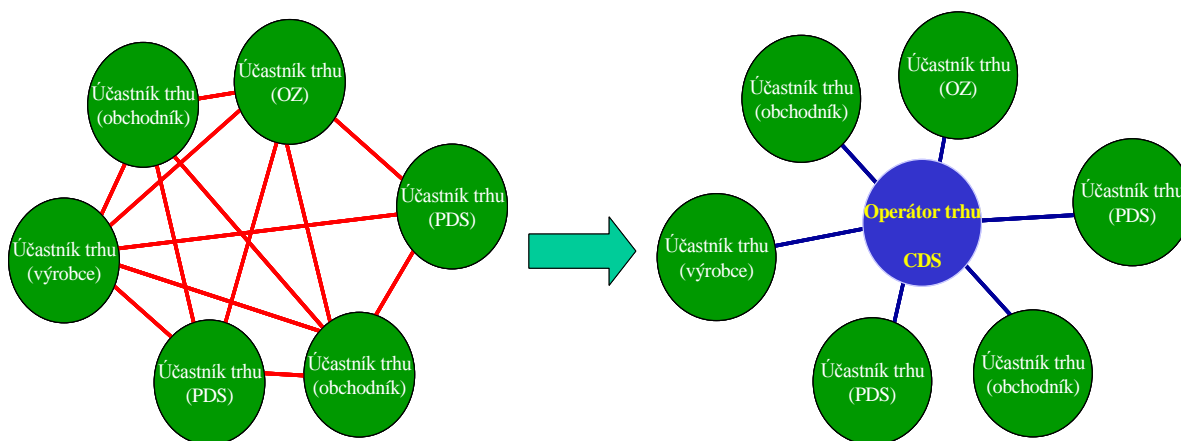 Účastník trhu
(OZ)
Účastník trhu
(obchodník)
Účastník trhu
(PDS)
Účastník trhu
(výrobce)
Účastník trhu
(PDS)
Účastník trhu
(obchodník)
Účastník trhu
(OZ)
Účastník trhu
(obchodník)
Účastník trhu
(PDS)
Operátor trhu
CDS
Účastník trhu
(výrobce)
Účastník trhu
(PDS)
Účastník trhu
(obchodník)